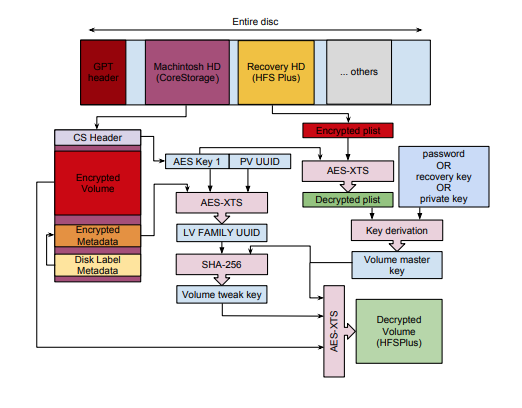 Entire disc
GPT
header
Machintosh HD
(CoreStorage)
Recovery HD
(HFS Plus)
... others
Encrypted plist
CS Header
AES Key 1
PV UUID
AES-XTS
password
OR
recovery key
OR
private key
Encrypted
Volume
AES-XTS
Decrypted plist
Encrypted
Metadata
LV FAMILY UUID
Key derivation
Disk Label
Metadata
SHA-256
Volume master
key
Volume tweak key
AES-XTS
Decrypted
Volume
(HFSPlus)